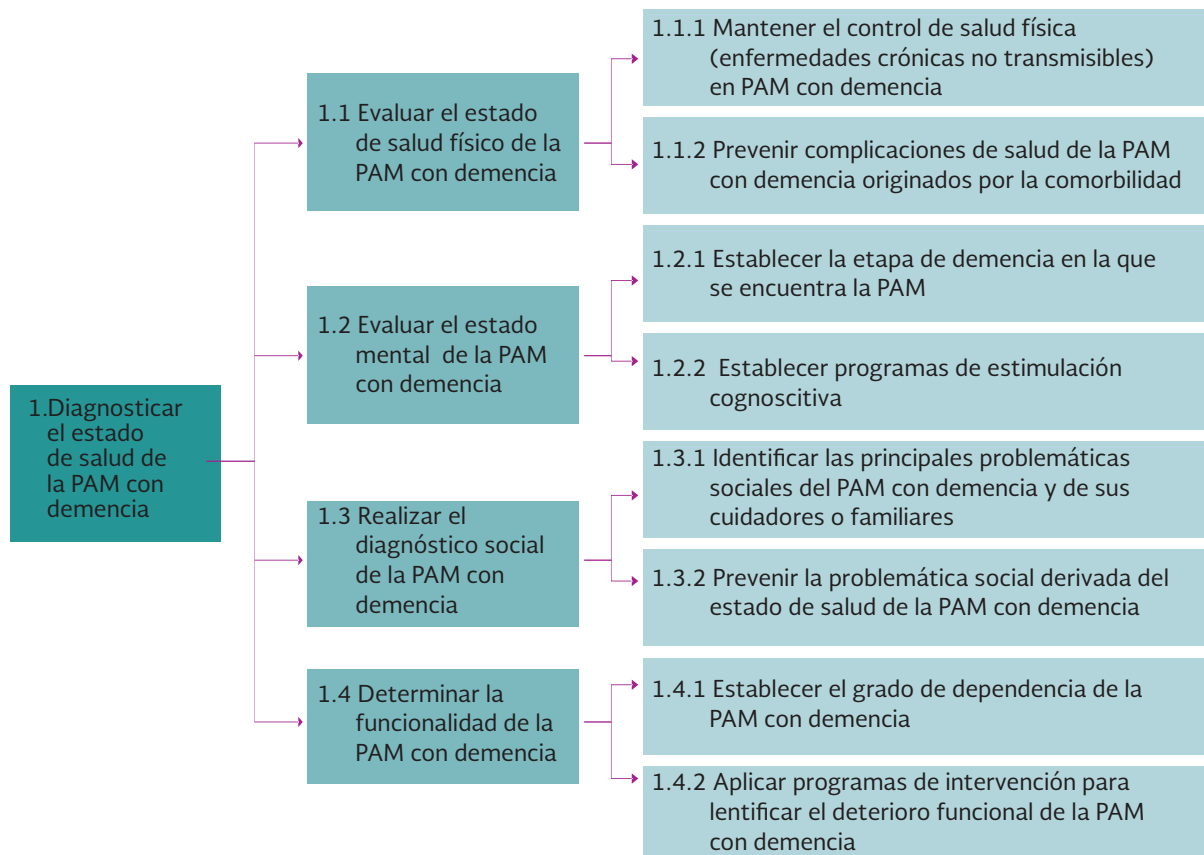 1.Diagnosticar
el estado
de salud de
la PAM con
demencia
1.1 Evaluar el estado
de salud físico de la
PAM con demencia
1.1.1 Mantener el control de salud física
(enfermedades crónicas no transmisibles)
en PAM con demencia
1.1.2 Prevenir complicaciones de salud de la PAM
con demencia originados por la comorbilidad
1.2 Evaluar el estado
mental de la PAM
con demencia
1.2.1 Establecer la etapa de demencia en la que
se encuentra la PAM
1.2.2 Establecer programas de estimulación
cognoscitiva
1.3 Realizar el
diagnóstico social
de la PAM con
demencia
1.3.1 Identificar las principales problemáticas
sociales del PAM con demencia y de sus
cuidadores o familiares
1.3.2 Prevenir la problemática social derivada del
estado de salud de la PAM con demencia
1.4 Determinar la
funcionalidad de la
PAM con demencia
1.4.1 Establecer el grado de dependencia de la
PAM con demencia
1.4.2 Aplicar programas de intervención para
lentificar el deterioro funcional de la PAM
con demencia